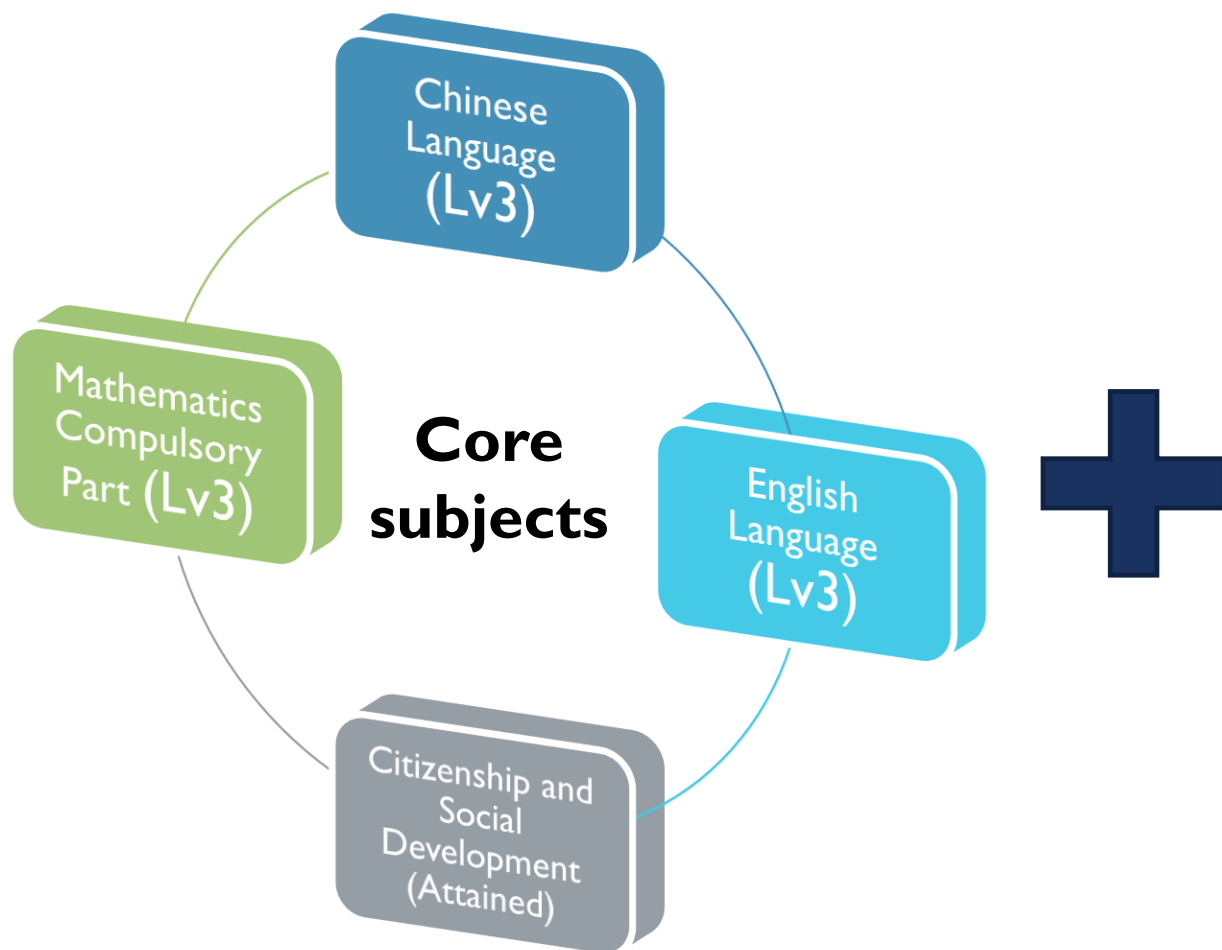 Chinese
Language
(Lv3)
Mathematics
Compulsory
Part (Lv3)
Core
subjects
English
Language
(Lv3)
Citizenship and
Social
Development
(Attained)